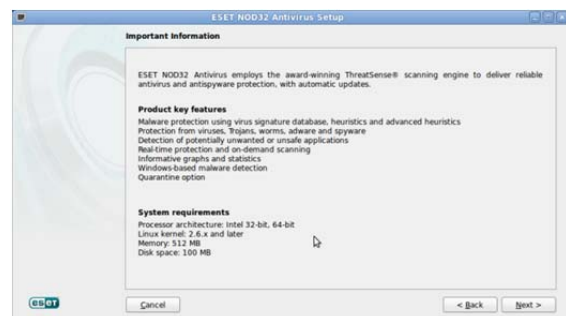 ESET NOD32 Antivirus Setup
Important Information
ESET NOD32 Antivirus employs the award-winning ThreatSense® scanning engine to deliver reliable
antivirus and antispyware protection, with automatic updates.
Product key features
Malware protection using virus signature database, heuristics and advanced heuristics
Protection from viruses, Trojans, worms, adware and spyware
Detection of potentially unwanted or unsafe applications
Real-time protection and on-demand scanning
Informative graphs and statistics
Windows-based malware detection
Quarantine option
System requirements
Processor architecture: Intel 32-bit, 64-bit
Linux kernel: 2.6.x and later
Memory: 512 MB
Disk space: 100 MB
eseT
Cancel
< Back
Next >